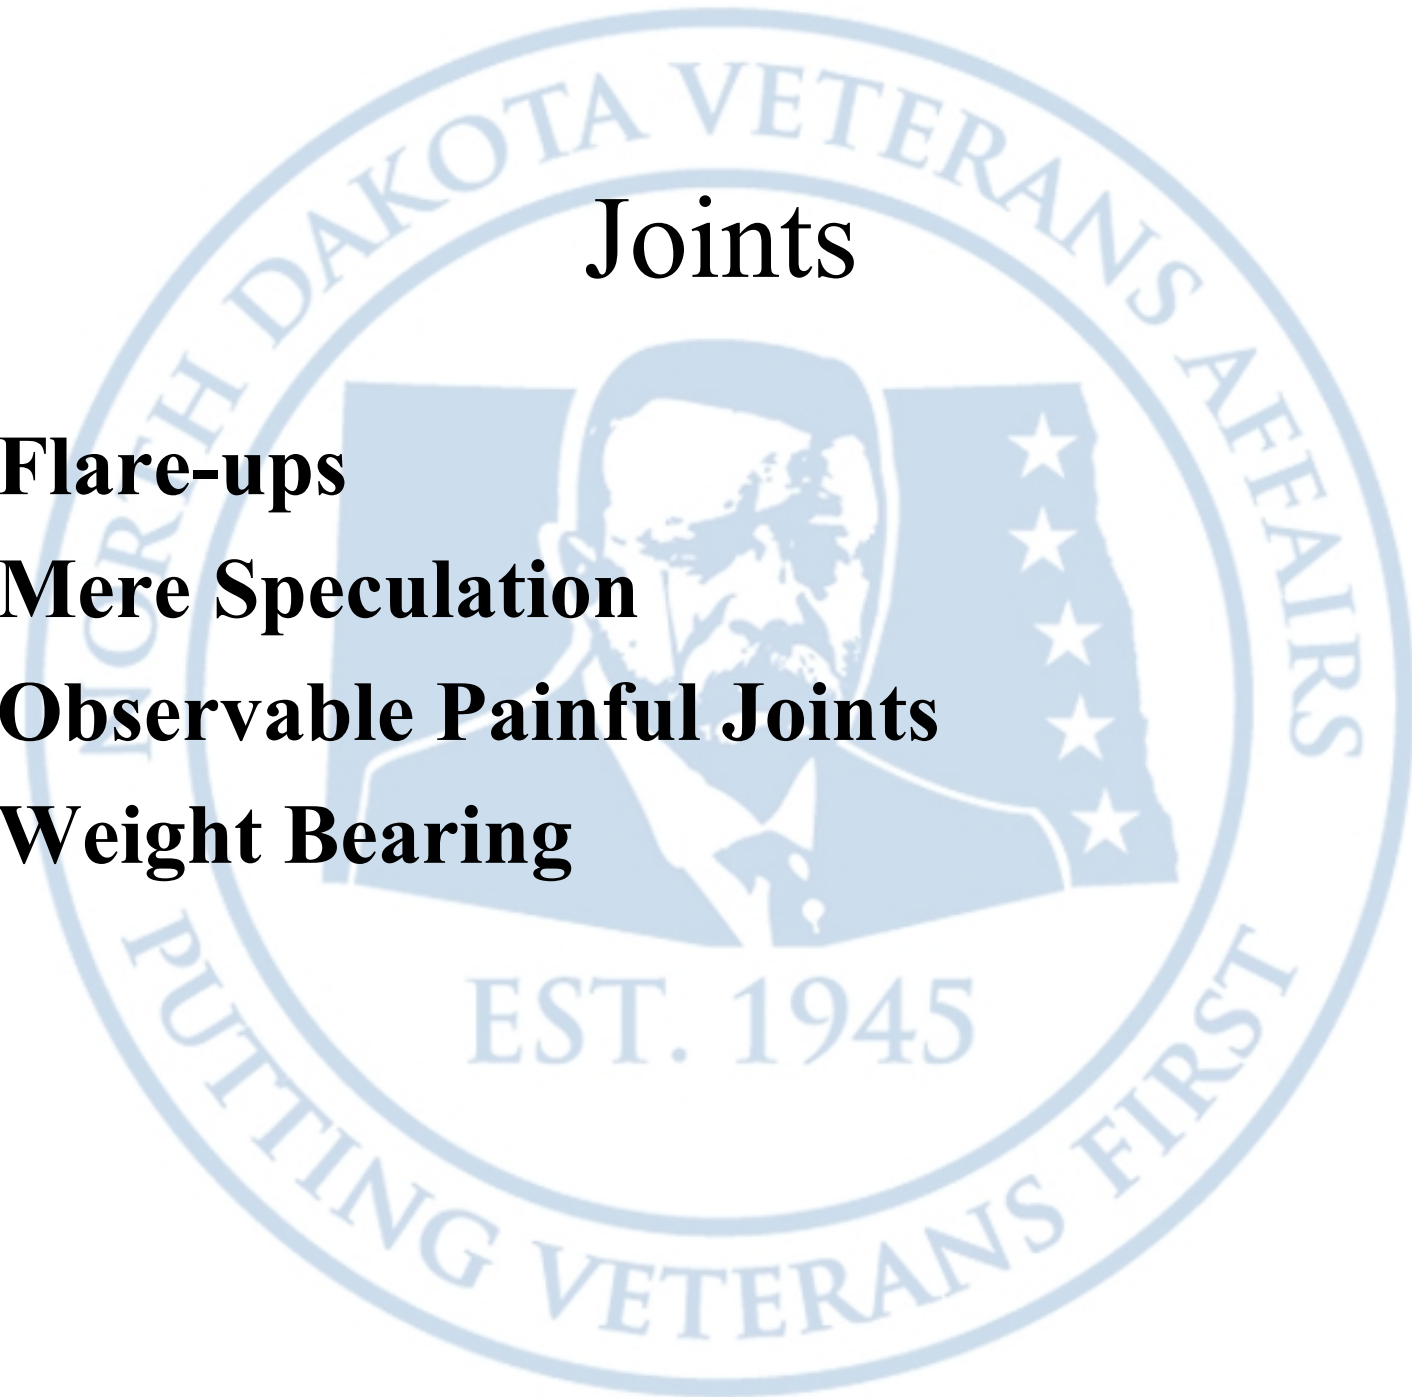 NORTH DAKOTA VETERANS AFFAIRS
Joints
Flare-ups
Mere Speculation
Observable Painful Joints
Weight Bearing
EST. 1945
PUTTING VETERANS FIRST